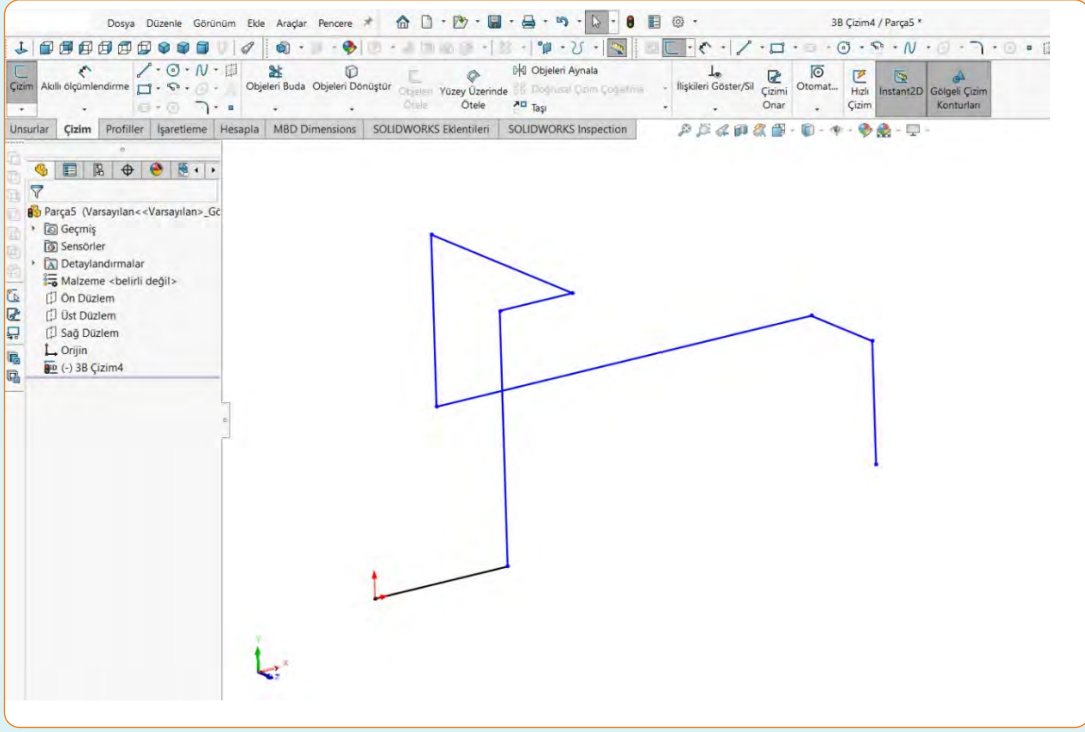 Dosya Düzenle Görünüm Ekle Araçlar Pencere
3B Çizim4 / Parça5 *
Çizim
Akıllı ölçümlendirme
Objeleri Buda
Objeleri Dönüştür
Objeleri Ötele
Yüzey Üzerinde Ötele
Objeleri Aynala
Doğrusal Çizim Çoğaltma
Taşı
İlişkileri Göster/Sil
Çizimi Onar
Otomat...
Hızlı Çizim
Instant2D
Gölgeli Çizim Konturları
Unsurlar Çizim Profiller İşaretleme Hesapla MBD Dimensions SOLIDWORKS Eklentileri SOLIDWORKS Inspection
Parça5 (Varsayılan<<Varsayılan>_Gö
Geçmiş
Sensörler
Detaylandırmalar
Malzeme <belirli değil>
Ön Düzlem
Üst Düzlem
Sağ Düzlem
Orijin
(-) 3B Çizim4
Y
X
Z